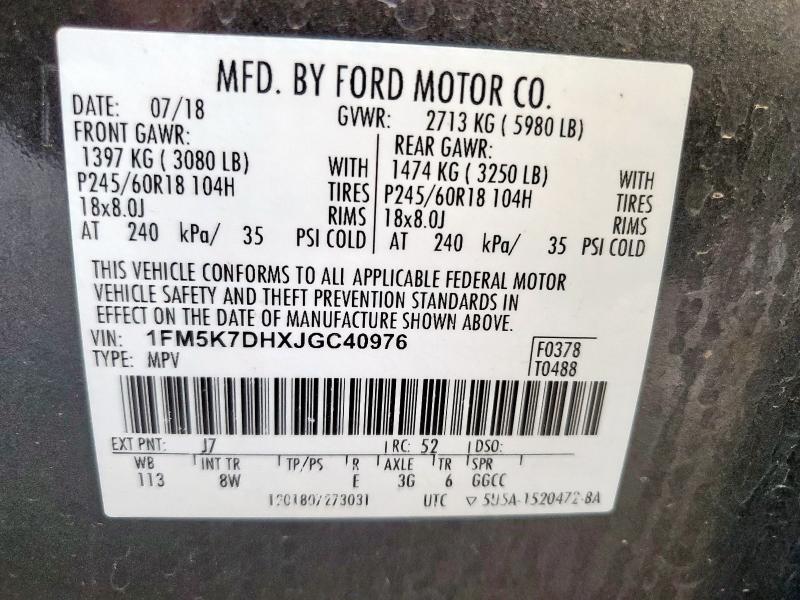 MFD. BY FORD MOTOR CO.
DATE: 07/18 GVWR: 2713 KG ( 5980 LB)
FRONT GAWR: REAR GAWR:
1397 KG ( 3080 LB) WITH 1474 KG ( 3250 LB) WITH
P245/60R18 104H TIRES P245/60R18 104H TIRES
18x8.0J RIMS 18x8.0J RIMS
AT 240 kPa/ 35 PSI COLD AT 240 kPa/ 35 PSI COLD
THIS VEHICLE CONFORMS TO ALL APPLICABLE FEDERAL MOTOR
VEHICLE SAFETY AND THEFT PREVENTION STANDARDS IN
EFFECT ON THE DATE OF MANUFACTURE SHOWN ABOVE.
VIN: 1FM5K7DHXJGC40976 F0378
TYPE: MPV T0488
EXT PNT: J7 RC: 52 DSO:
WB INT TR TP/PS R AXLE TR SPR
113 8W E 3G 6 GGCC
UTC